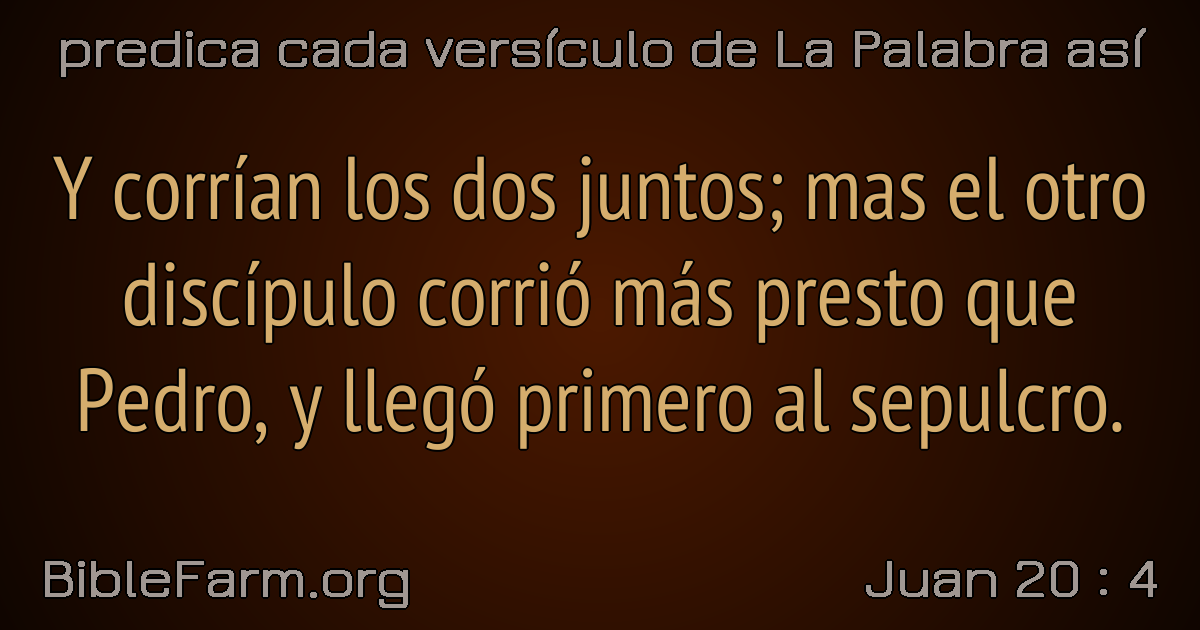 predica cada versículo de La Palabra así
Y corrían los dos juntos; mas el otro
discípulo corrió más presto que
Pedro, y llegó primero al sepulcro.
BibleFarm.org
Juan 20 : 4